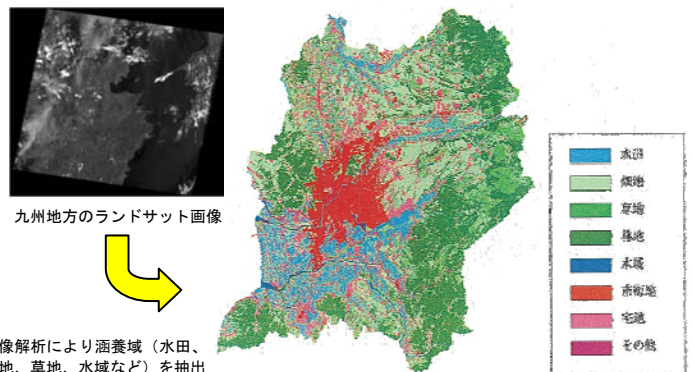 九州地方のランドサット画像
像解析により涵養域（水田、
地、草地、水域など）を抽出
水田
畑地
草地
林地
水域
市街地
宅地
その他